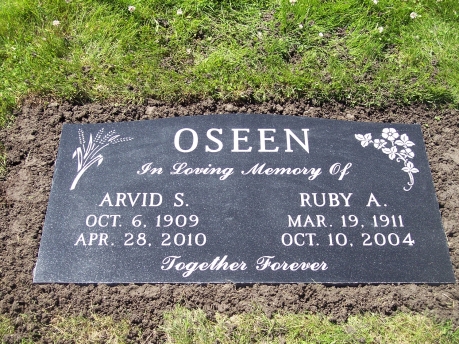 OSEEN
In Loving Memory Of
ARVID S. RUBY A.
OCT. 6, 1909 MAR. 19, 1911
APR. 28, 2010 OCT. 10, 2004
Together Forever